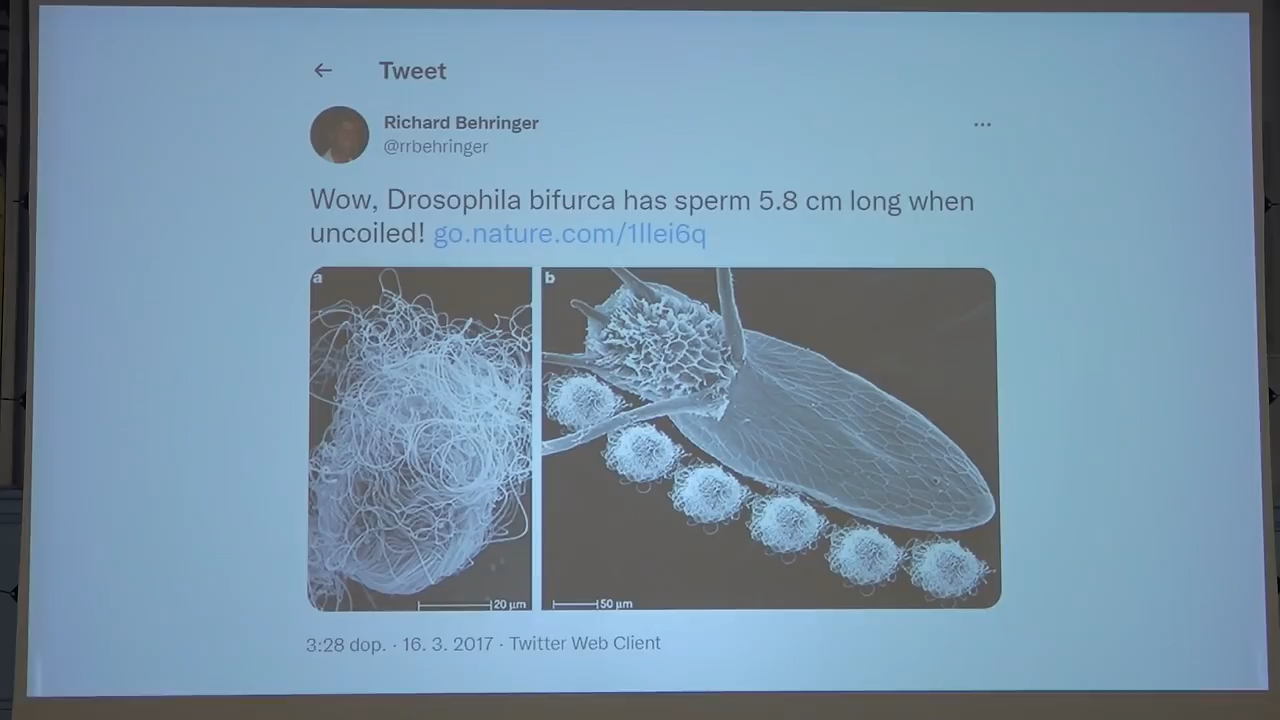 ← Tweet
Richard Behringer
@rrbehringer
...
Wow, Drosophila bifurca has sperm 5.8 cm long when
uncoiled! go.nature.com/1Ilei6q
a
b
20 µm
50 µm
3:28 dop. · 16. 3. 2017 · Twitter Web Client